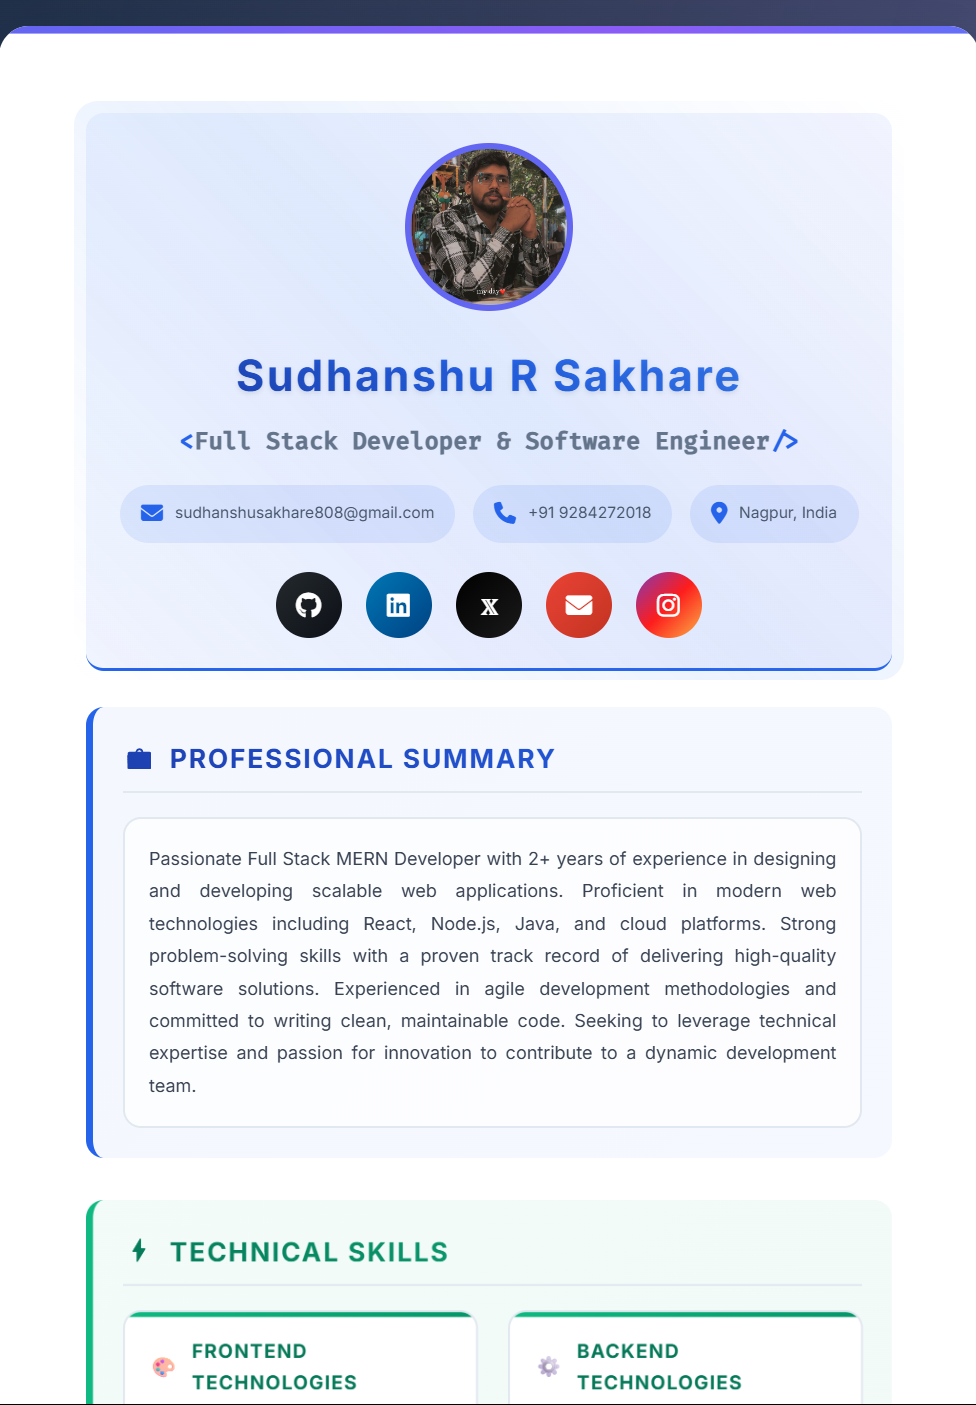 my day❤
Sudhanshu R Sakhare
<Full Stack Developer & Software Engineer/>
sudhanshusakhare808@gmail.com +91 9284272018 Nagpur, India
in X
PROFESSIONAL SUMMARY
Passionate Full Stack MERN Developer with 2+ years of experience in designing
and developing scalable web applications. Proficient in modern web
technologies including React, Node.js, Java, and cloud platforms. Strong
problem-solving skills with a proven track record of delivering high-quality
software solutions. Experienced in agile development methodologies and
committed to writing clean, maintainable code. Seeking to leverage technical
expertise and passion for innovation to contribute to a dynamic development
team.
TECHNICAL SKILLS
FRONTEND
TECHNOLOGIES
BACKEND
TECHNOLOGIES